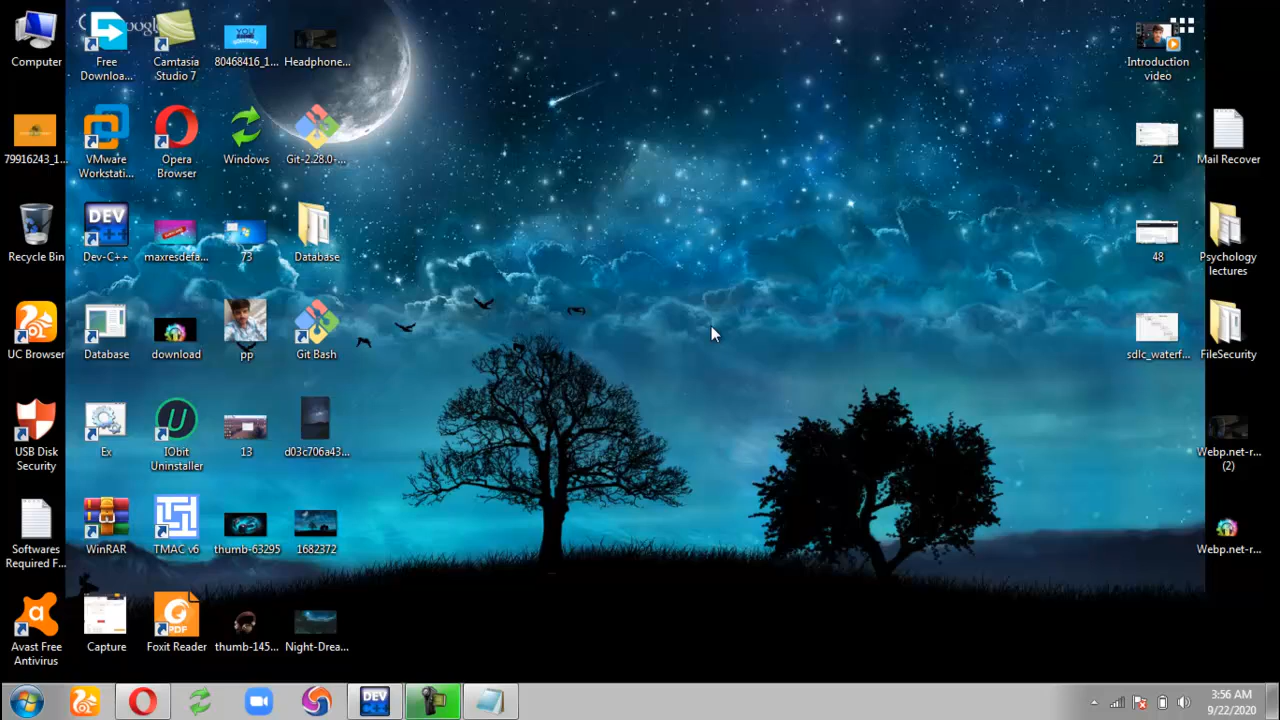 Google
Computer
Free
Downloa...
Camtasia
Studio 7
80468416_1...
Headphone...
Introduction
video
79916243_1...
VMware
Workstati...
Opera
Browser
Windows
Git-2.28.0-...
21
Mail Recover
DEV
C++
Recycle Bin
Dev-C++
maxresdefa...
73
Database
48
Psychology
lectures
UC Browser
Database
download
pp
Git Bash
sdlc_waterf...
FileSecurity
USB Disk
Security
Ex
IObit
Uninstaller
13
d03c706a43...
Webp.net-r...
(2)
Softwares
Required F...
WinRAR
TMAC v6
thumb-63295
1682372
Webp.net-r...
PDF
Avast Free
Antivirus
Capture
Foxit Reader
thumb-145...
Night-Drea...
DEV
C++
3:56 AM
9/22/2020